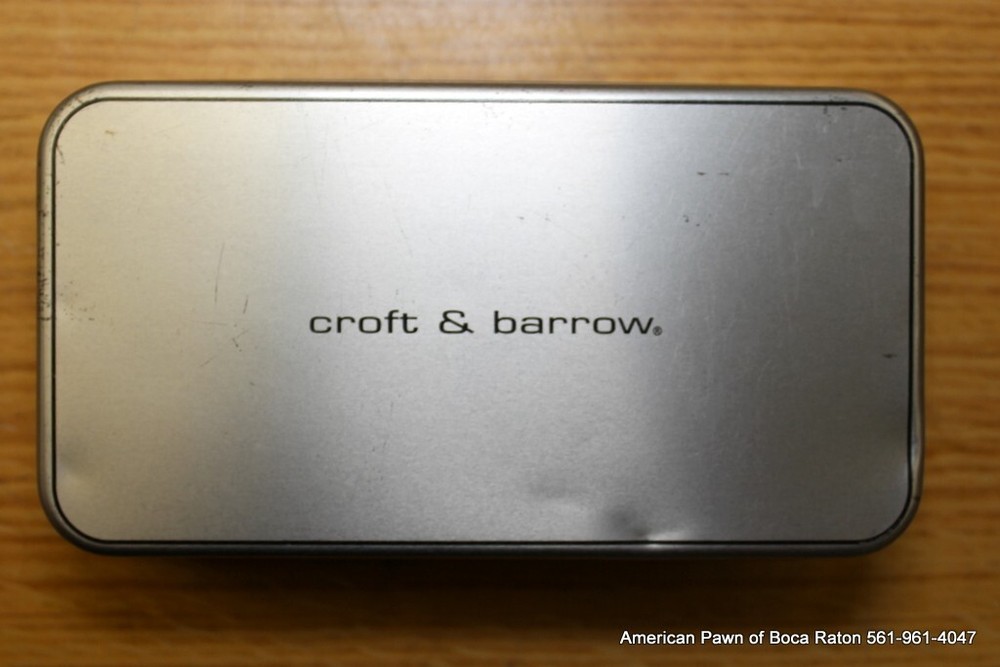 croft & barrow®
American Pawn of Boca Raton 561-961-4047